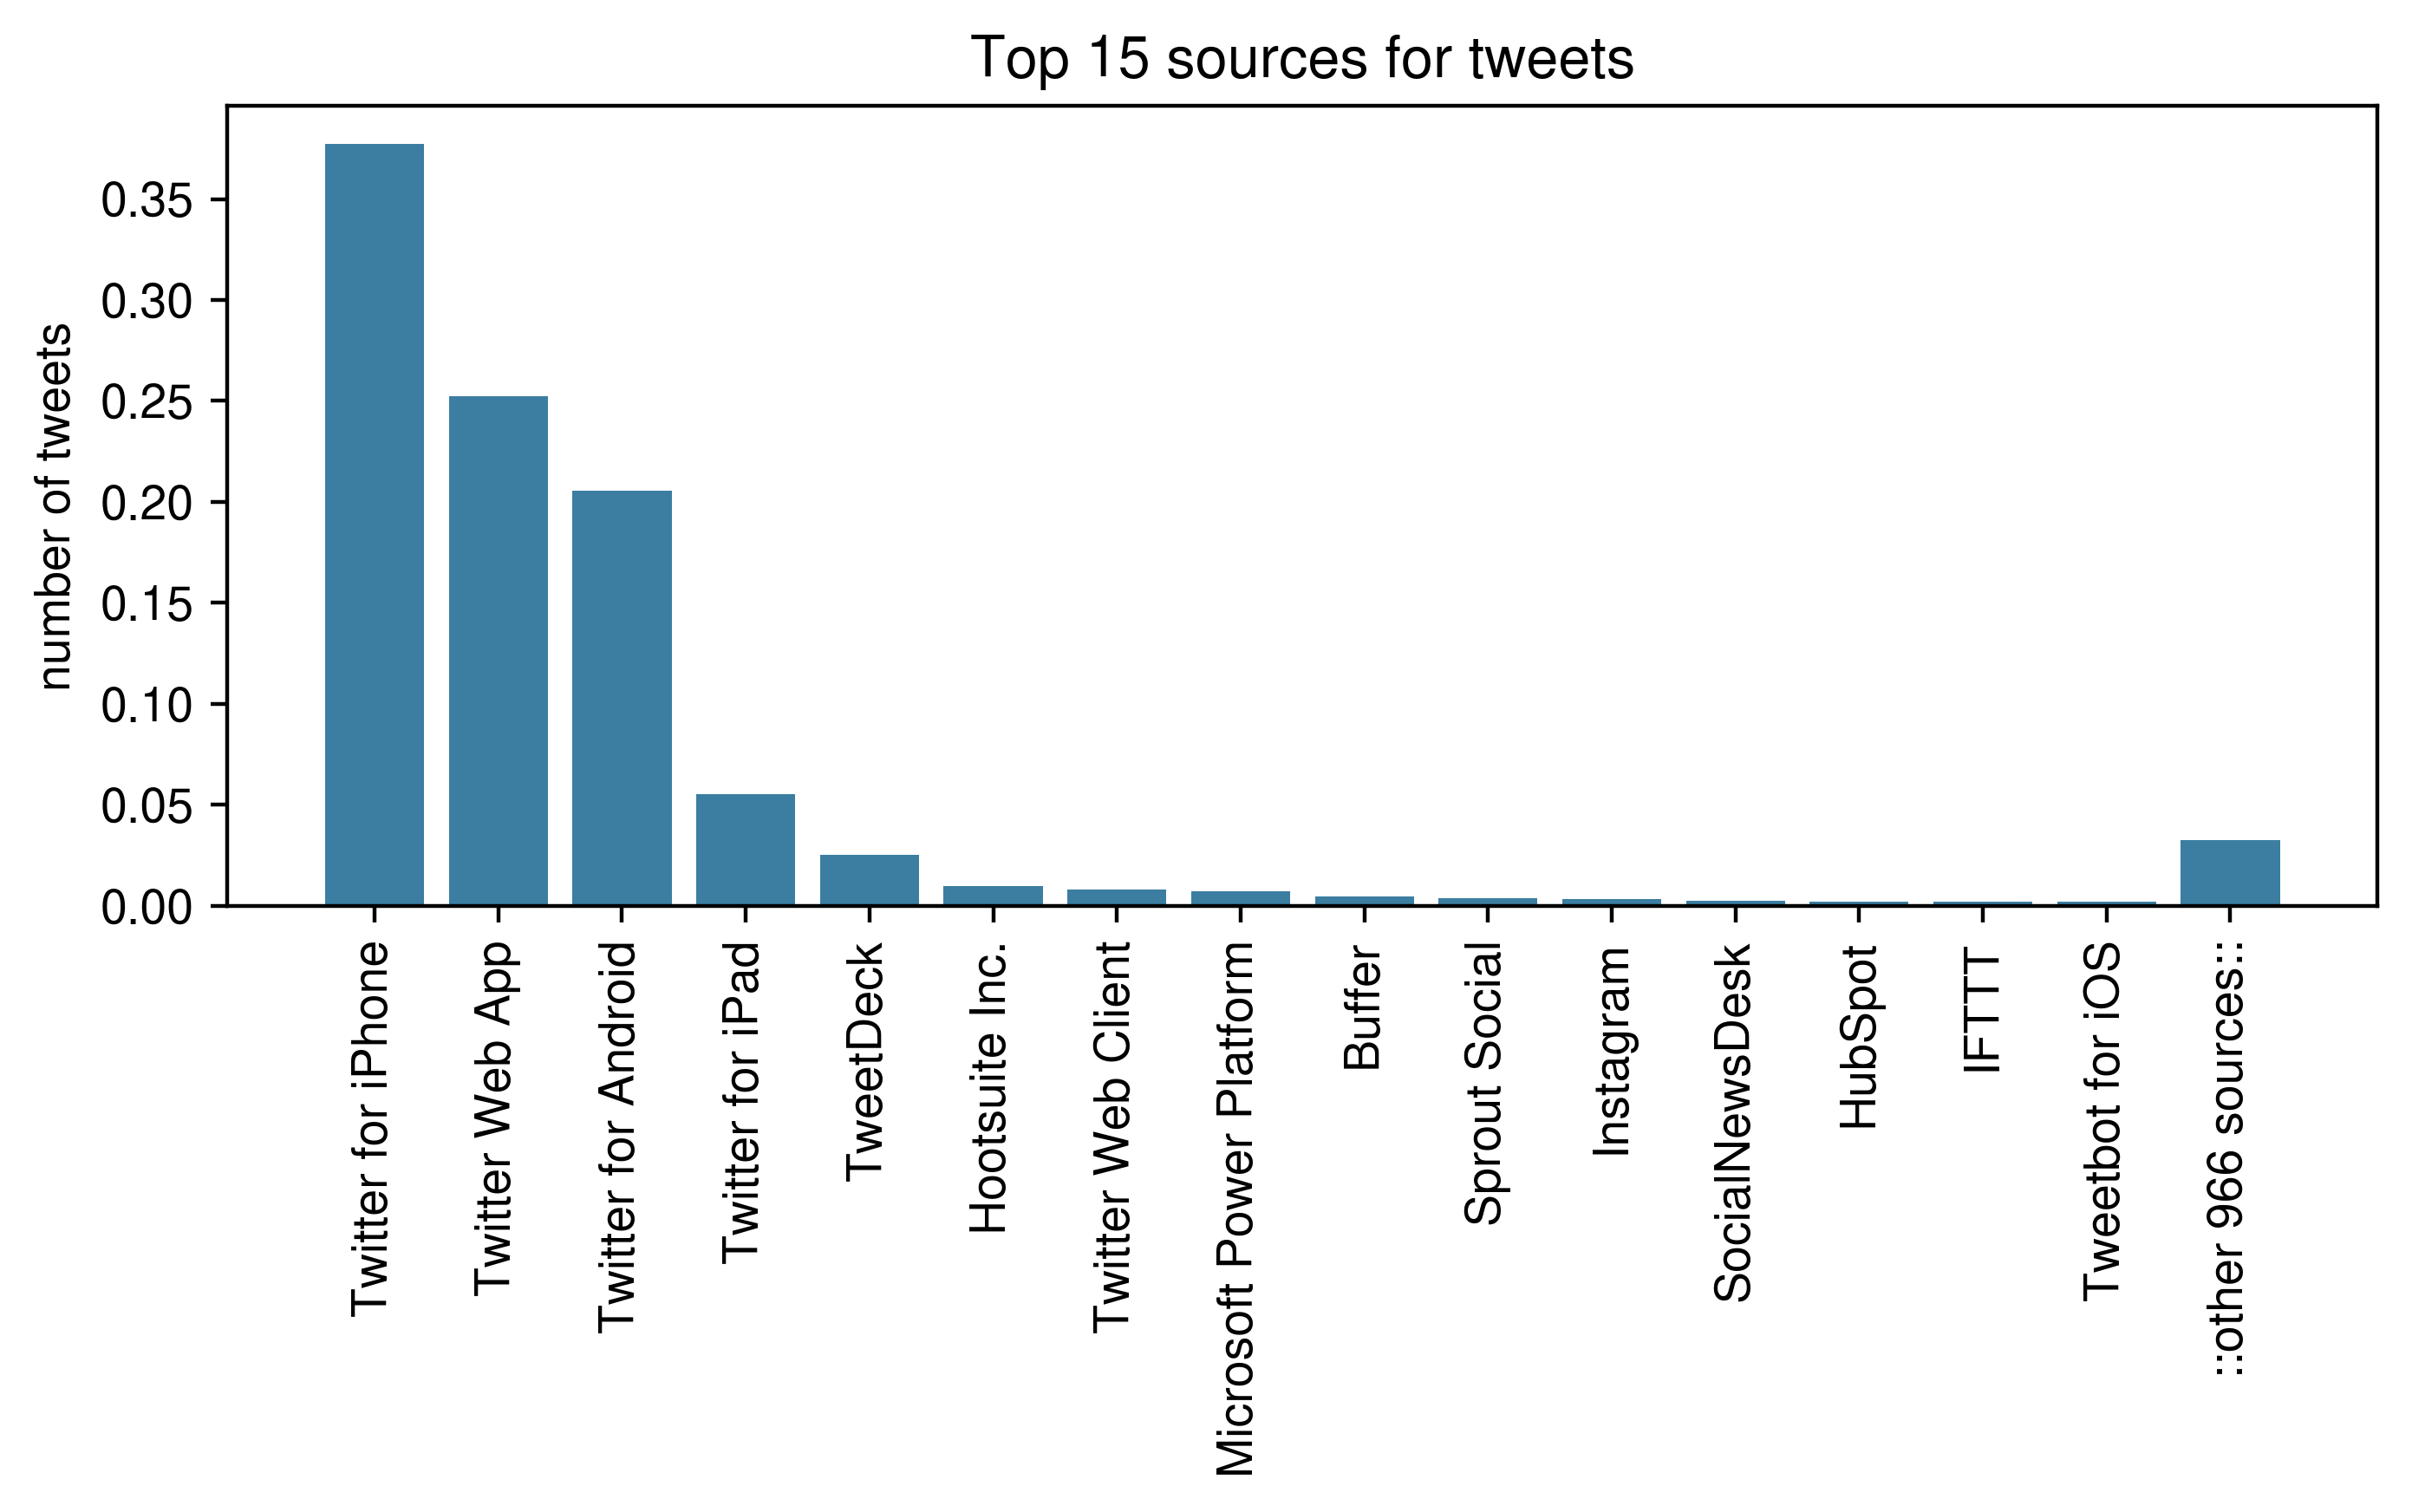 Top 15 sources for tweets
number of tweets
0.35
0.30
0.25
0.20
0.15
0.10
0.05
0.00
Twitter for iPhone
Twitter Web App
Twitter for Android
Twitter for iPad
TweetDeck
Hootsuite Inc.
Twitter Web Client
Microsoft Power Platform
Buffer
Sprout Social
Instagram
SocialNewsDesk
HubSpot
IFTTT
Tweetbot for iOS
::other 966 sources::